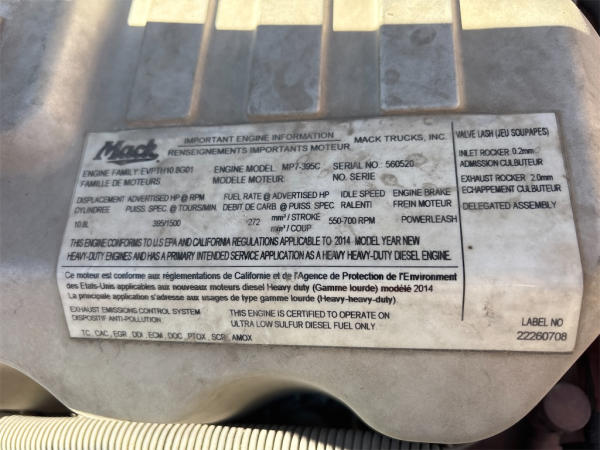 Mack
IMPORTANT ENGINE INFORMATION MACK TRUCKS, INC.
RENSEIGNEMENTS IMPORTANTS MOTEUR
ENGINE FAMILY: EVPTH10.8G01 ENGINE MODEL: MP7-395C SERIAL NO: 560520
FAMILLE DE MOTEURS MODELE MOTEUR: NO. SERIE
DISPLACEMENT ADVERTISED HP @ RPM FUEL RATE @ ADVERTISED HP IDLE SPEED ENGINE BRAKE
CYLINDREE PUISS SPEC @ TOURS/MIN. DEBIT DE CARB @ PUISS. SPEC RALENTI FREIN MOTEUR
10.8L 395/1500 272 mm³ / STROKE 550-700 RPM POWERLEASH
mm³ / COUP
THIS ENGINE CONFORMS TO U S EPA AND CALIFORNIA REGULATIONS APPLICABLE TO 2014 MODEL YEAR NEW
HEAVY-DUTY ENGINES AND HAS A PRIMARY INTENDED SERVICE APPLICATION AS A HEAVY HEAVY-DUTY DIESEL ENGINE.
Ce moteur est conforme aux réglementations de Californie et de l'Agence de Protection de l'Environment
des Etats-Unis applicables aux nouveaux moteurs diesel Heavy duty (Gamme lourde) modélé 2014
La principale application s'adresse aux usages de type gamme lourde (Heavy-heavy-duty).
EXHAUST EMISSIONS CONTROL SYSTEM THIS ENGINE IS CERTIFIED TO OPERATE ON
DISPOSITIF ANTI-POLLUTION ULTRA LOW SULFUR DIESEL FUEL ONLY
TC, CAC, EGR, DDI, ECM, DOC, PTOX, SCR, AMOX
VALVE LASH (JEU SOUPAPES)
INLET ROCKER 0.2mm
ADMISSION CULBUTEUR
EXHAUST ROCKER 2.0mm
ECHAPPEMENT CULBUTEUR
DELEGATED ASSEMBLY
LABEL NO
22260708